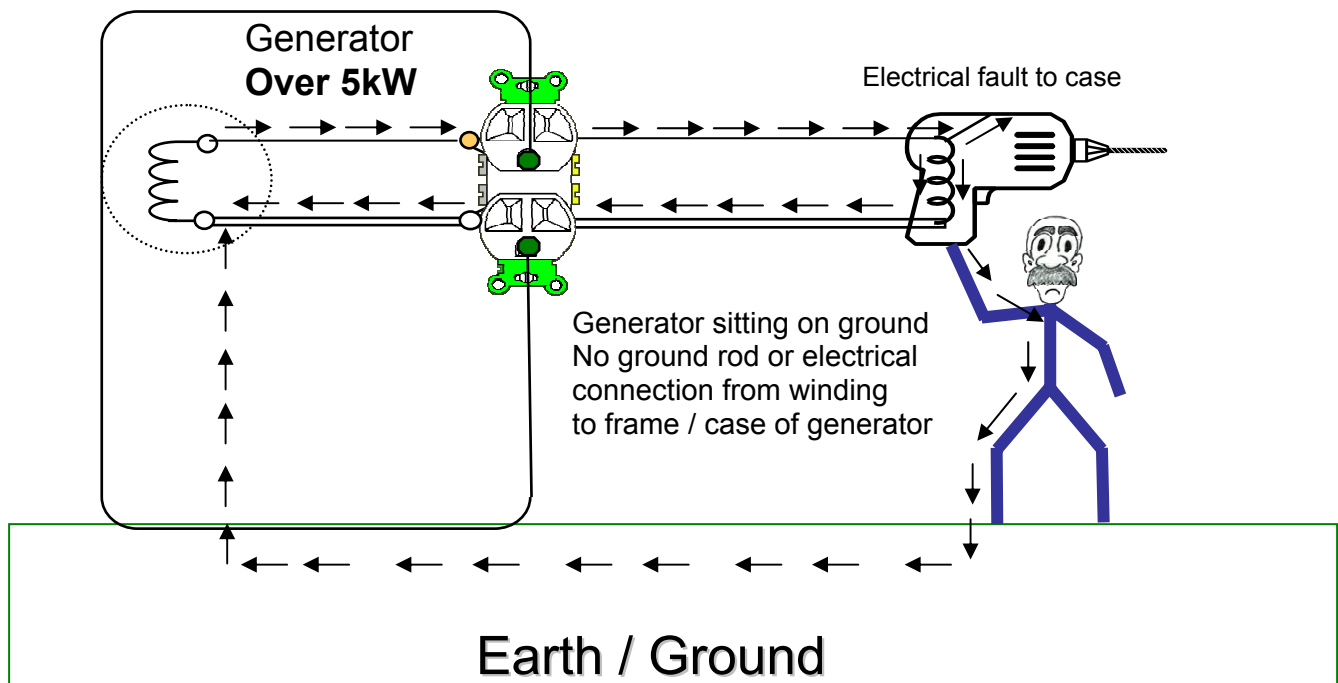 Generator
Over 5kW
Electrical fault to case
Generator sitting on ground
No ground rod or electrical
connection from winding
to frame / case of generator
Earth / Ground